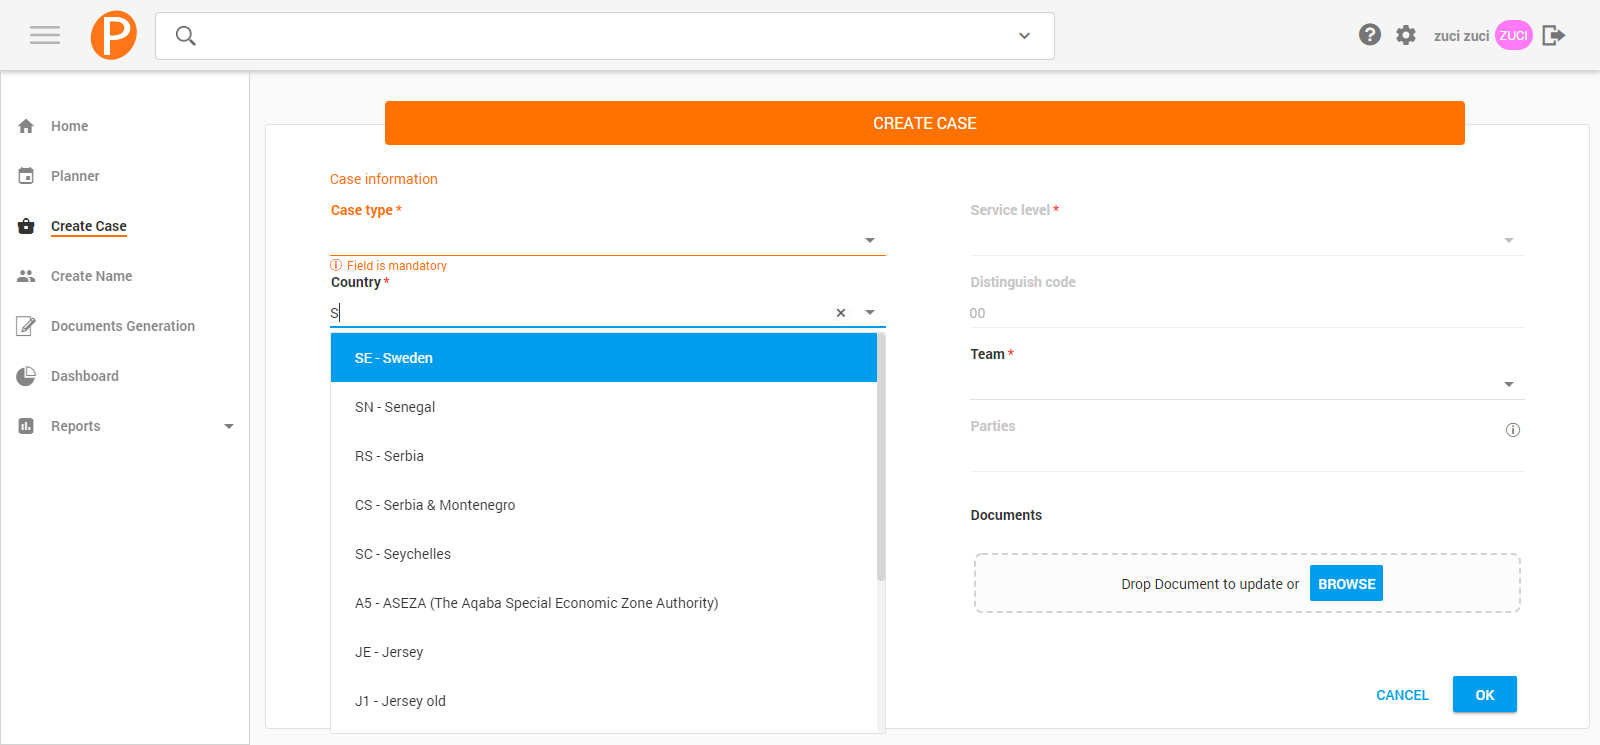 P
zuci zuci
ZUCI
Home
Planner
Create Case
Create Name
Documents Generation
Dashboard
Reports
CREATE CASE
Case information
Case type *
Field is mandatory
Country *
S
SE - Sweden
SN - Senegal
RS - Serbia
CS - Serbia & Montenegro
SC - Seychelles
A5 - ASEZA (The Aqaba Special Economic Zone Authority)
JE - Jersey
J1 - Jersey old
Service level *
Distinguish code
00
Team *
Parties
Documents
Drop Document to update or BROWSE
CANCEL
OK